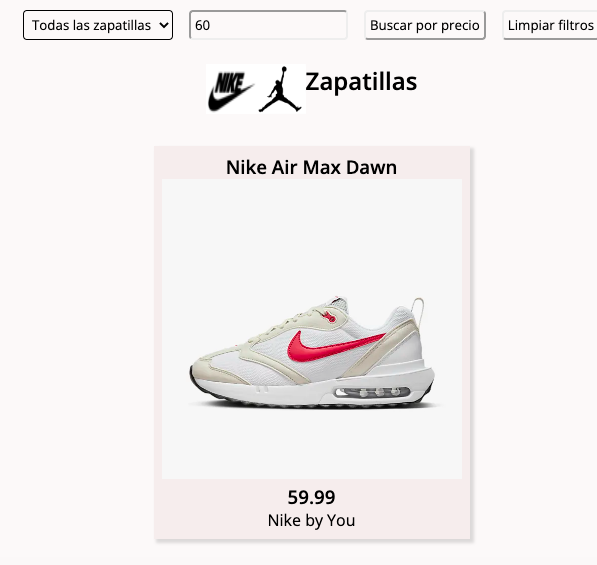 Todas las zapatillas
60
Buscar por precio
Limpiar filtros
NIKE
Zapatillas
Nike Air Max Dawn
59.99
Nike by You